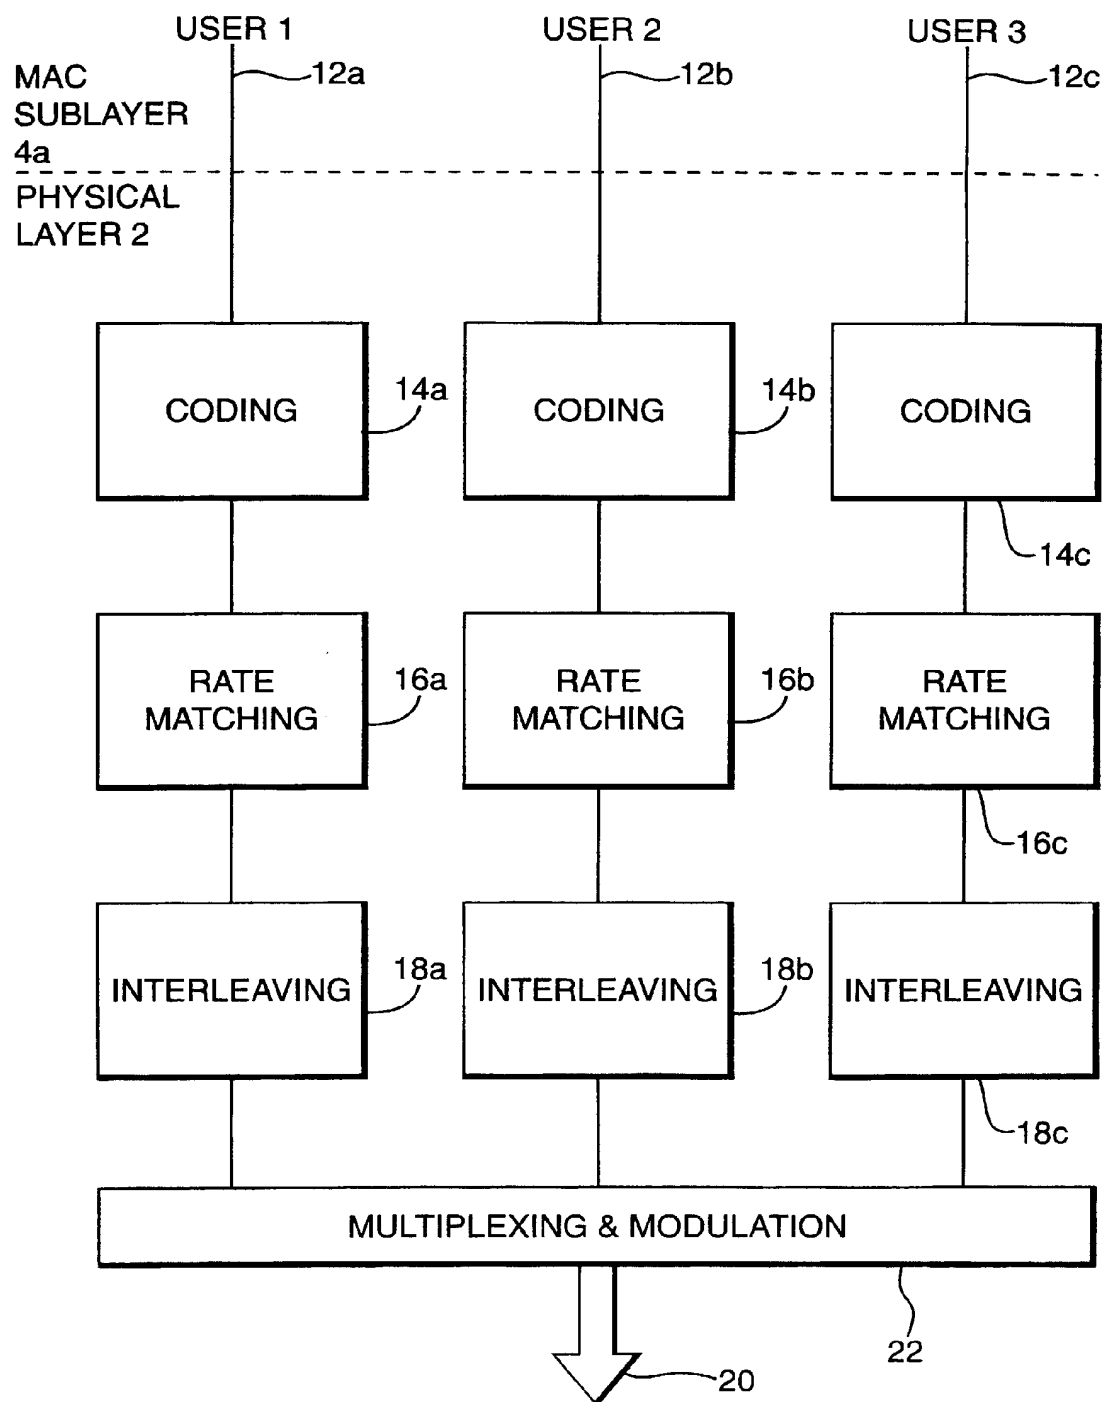 USER 1
USER 2
USER 3
12a
12b
12c
MAC
SUBLAYER
4a
PHYSICAL
LAYER 2
CODING
14a
CODING
14b
CODING
14c
RATE
MATCHING
16a
RATE
MATCHING
16b
RATE
MATCHING
16c
INTERLEAVING
18a
INTERLEAVING
18b
INTERLEAVING
18c
MULTIPLEXING & MODULATION
22
20